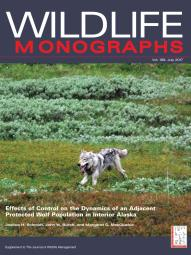 WILDLIFE
MONOGRAPHS
Effects of Control on the Dynamics of an Adjacent
Protected Wolf Population in Interior Alaska
Supplement to The Journal of Wildlife Management